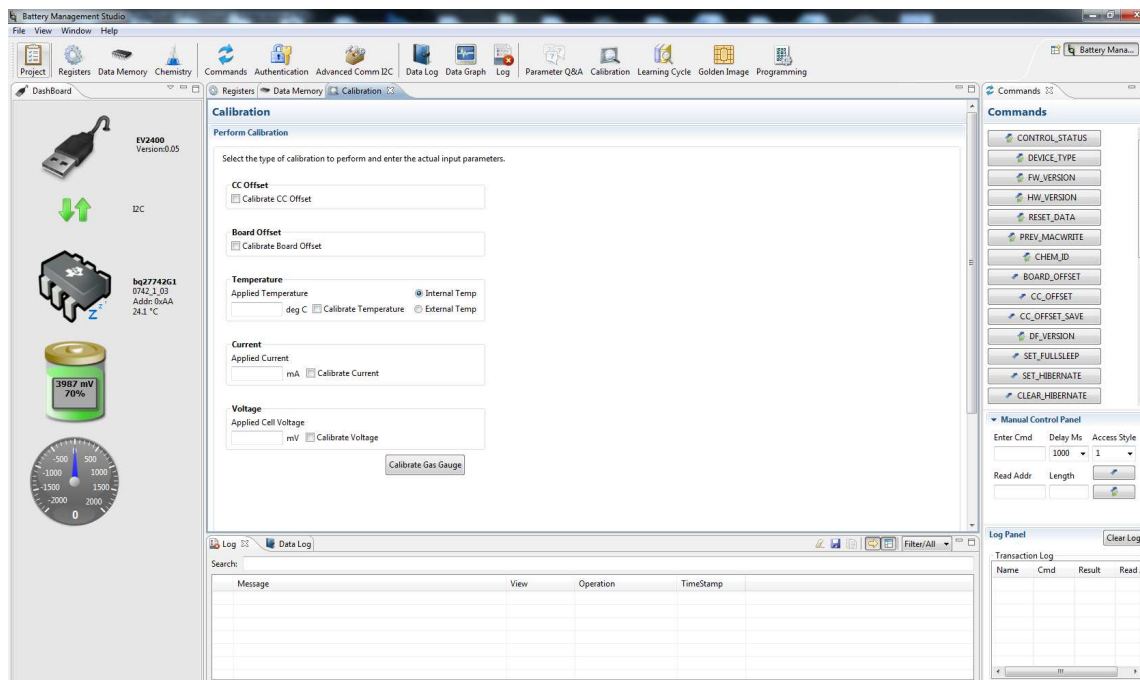 Battery Management Studio
File View Window Help
Project Registers Data Memory Chemistry Commands Authentication Advanced Comm I2C Data Log Data Graph Log Parameter Q&A Calibration Learning Cycle Golden Image Programming
Battery Mana...
DashBoard
EV2400
Version:0.05
I2C
bq27742G1
0742_1_03
Addr: 0xAA
24.1 °C
z z z
3987 mV
70%
-500 500
-1000 1000
-1500 1500
-2000 2000
0
Registers Data Memory Calibration
Calibration
Perform Calibration
Select the type of calibration to perform and enter the actual input parameters.
CC Offset
Calibrate CC Offset
Board Offset
Calibrate Board Offset
Temperature
Applied Temperature Internal Temp
deg C Calibrate Temperature External Temp
Current
Applied Current
mA Calibrate Current
Voltage
Applied Cell Voltage
mV Calibrate Voltage
Calibrate Gas Gauge
Log Data Log Filter/All
Search:
Message View Operation TimeStamp
Commands
Commands
CONTROL_STATUS
DEVICE_TYPE
FW_VERSION
HW_VERSION
RESET_DATA
PREV_MACWRITE
CHEM_ID
BOARD_OFFSET
CC_OFFSET
CC_OFFSET_SAVE
DF_VERSION
SET_FULLSLEEP
SET_HIBERNATE
CLEAR_HIBERNATE
Manual Control Panel
Enter Cmd Delay Ms Access Style
1000 1
Read Addr Length
Log Panel Clear Log
Transaction Log
Name Cmd Result Read